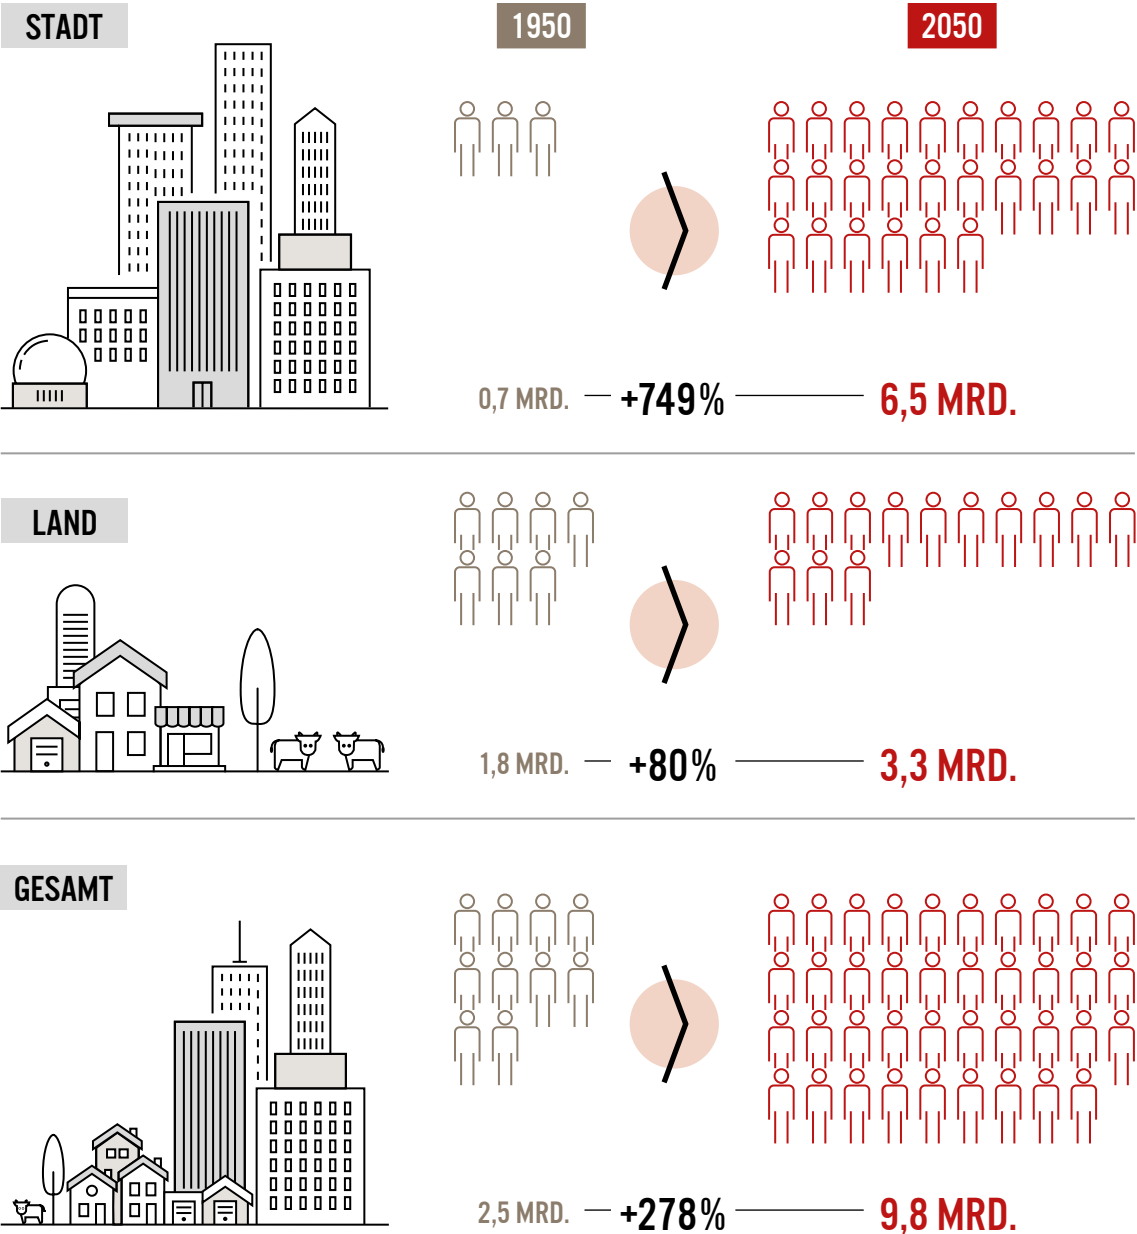 STADT 1950 2050
0,7 MRD. +749% 6,5 MRD.
LAND
1,8 MRD. +80% 3,3 MRD.
GESAMT
2,5 MRD. +278% 9,8 MRD.